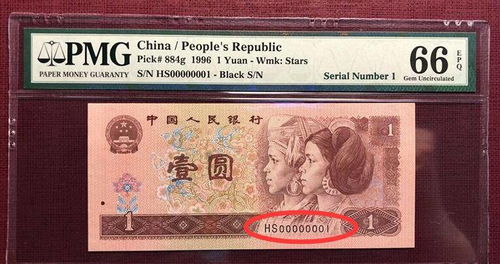 PMG
PAPER MONEY GUARANTY
China / People's Republic
Pick# 884g 1996 1 Yuan - Wmk: Stars
S/N HS00000001 - Black S/N
Serial Number 1
66 EPQ
Gem Uncirculated
中国人民银行
1
壹圆
1
HS00000001
1